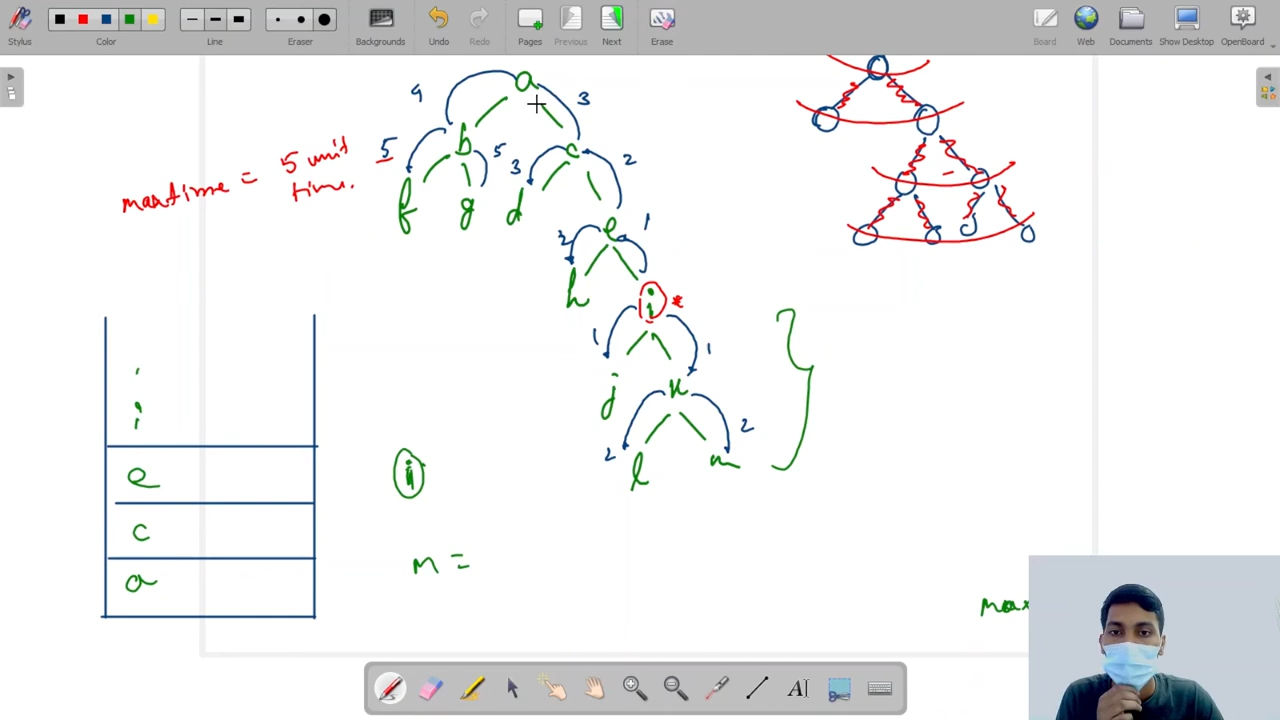 Stylus
Color
Line
Eraser
Backgrounds
Undo
Redo
Pages
Previous
Next
Erase
Board
Web
Documents
Show Desktop
OpenBoard
a
4
3
b
5
5
c
3
2
maxtime = 5 unit
time.
f
g
d
e
1
2
h
i
1
1
j
k
2
2
l
m
i
e
c
a
i
m =
max